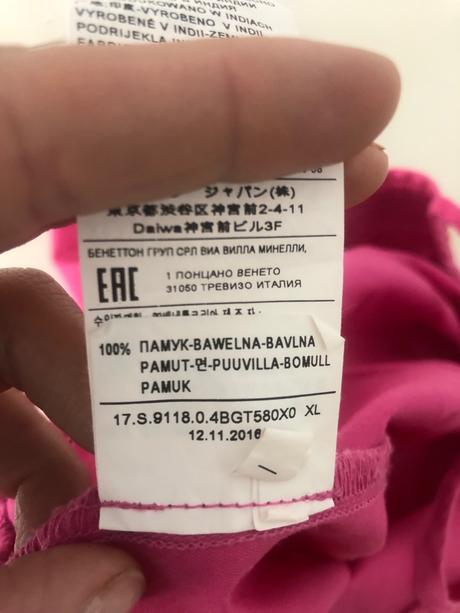 WYPRODUKOWANO W INDIACH
VYROBENÉ V INDII-VYROBENO V INDII
PODRIJEKLA
ジャパン(株)
東京都渋谷区神宮前2-4-11
Daiwa神宮前ビル3F
БЕНЕТТОН ГРУП СРЛ ВИА ВИЛЛА МИНЕЛЛИ,
EAC
1 ПОНЦАНО ВЕНЕТО
31050 ТРЕВИЗО ИТАЛИЯ
100% ПАМУК-BAWEŁNA-BAVLNA
PAMUT-면-PUUVILLA-BOMULL
PAMUK
17.S.9118.0.4BGT580X0 XL
12.11.2016